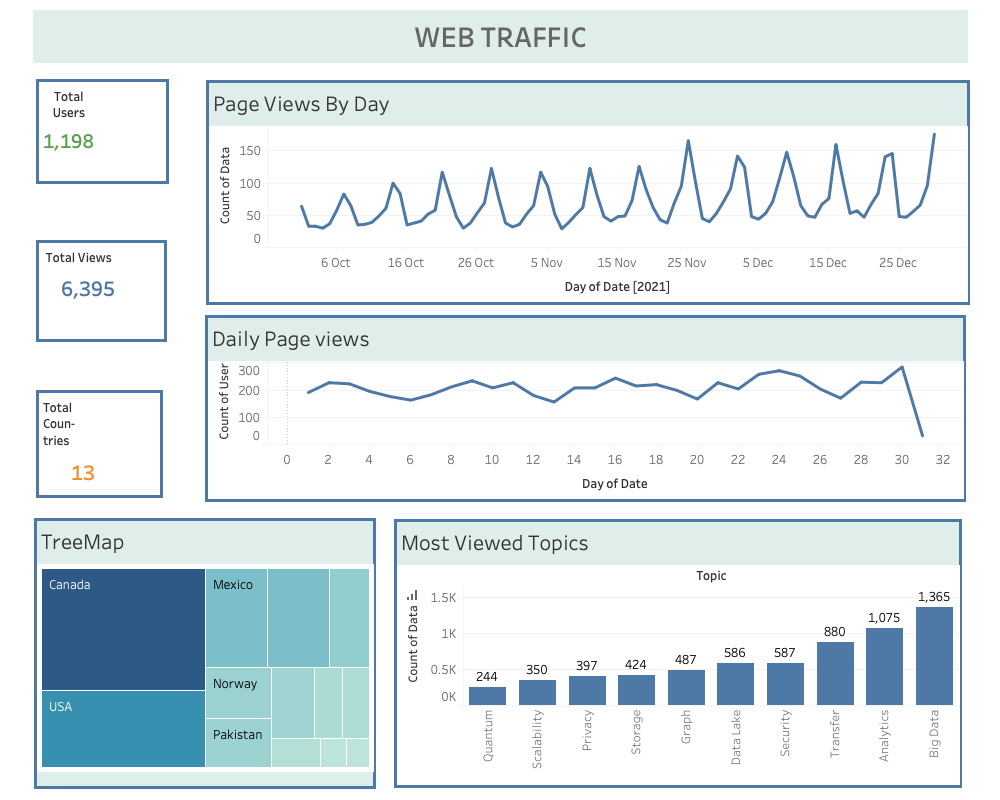 WEB TRAFFIC
Total
Users
1,198
Total Views
6,395
Total
Coun-
tries
13
Page Views By Day
Count of Data
150
100
50
0
6 Oct 16 Oct 26 Oct 5 Nov 15 Nov 25 Nov 5 Dec 15 Dec 25 Dec
Day of Date [2021]
Daily Page views
Count of User
300
200
100
0
0 2 4 6 8 10 12 14 16 18 20 22 24 26 28 30 32
Day of Date
TreeMap
Canada
USA
Mexico
Norway
Pakistan
Most Viewed Topics
Topic
Count of Data
1.5K
1K
0.5K
0K
244 350 397 424 487 586 587 880 1,075 1,365
Quantum
Scalability
Privacy
Storage
Graph
Data Lake
Security
Transfer
Analytics
Big Data